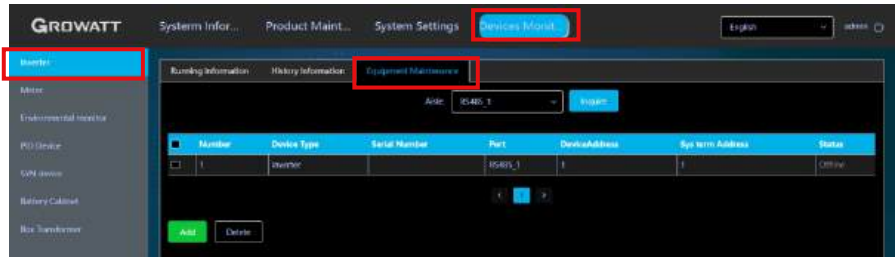 GROWATT Systerm Infor... Product Maint... System Settings Devices Monit... English admin
Inverter
Running Information History Information Equipment Maintenance
Meter
Aisle: RS485_1 Inquire
Environmental monitor
PID Device
Number Device Type Serial Number Port DeviceAddress Sys term Address Status
1 Inverter RS485_1 1 1 Offline
SVN device
Battery Cabinet
< 1 >
Box Transformer
Add Delete